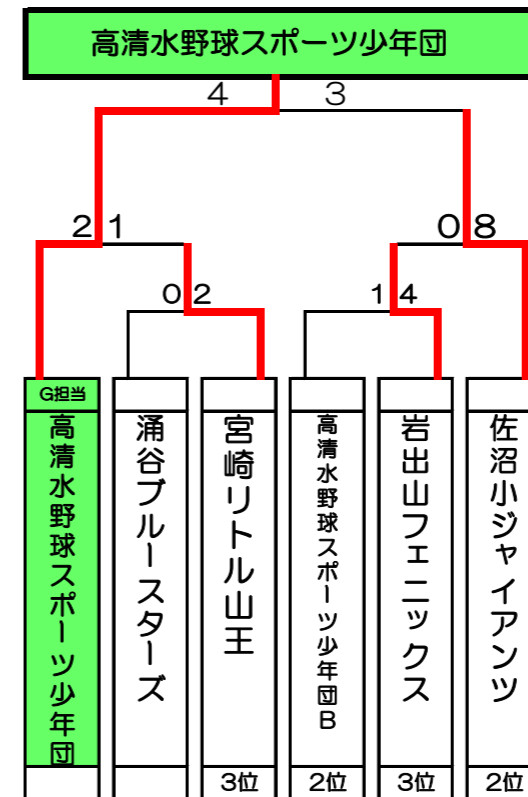 高清水野球スポーツ少年団
4 3
2 1
0 8
0 2
1 4
G担当
高清水野球スポーツ少年団
涌谷ブルースターズ
宮崎リトル山王
高清水野球スポーツ少年団B
岩出山フェニックス
佐沼小ジャイアンツ
3位
2位
3位
2位